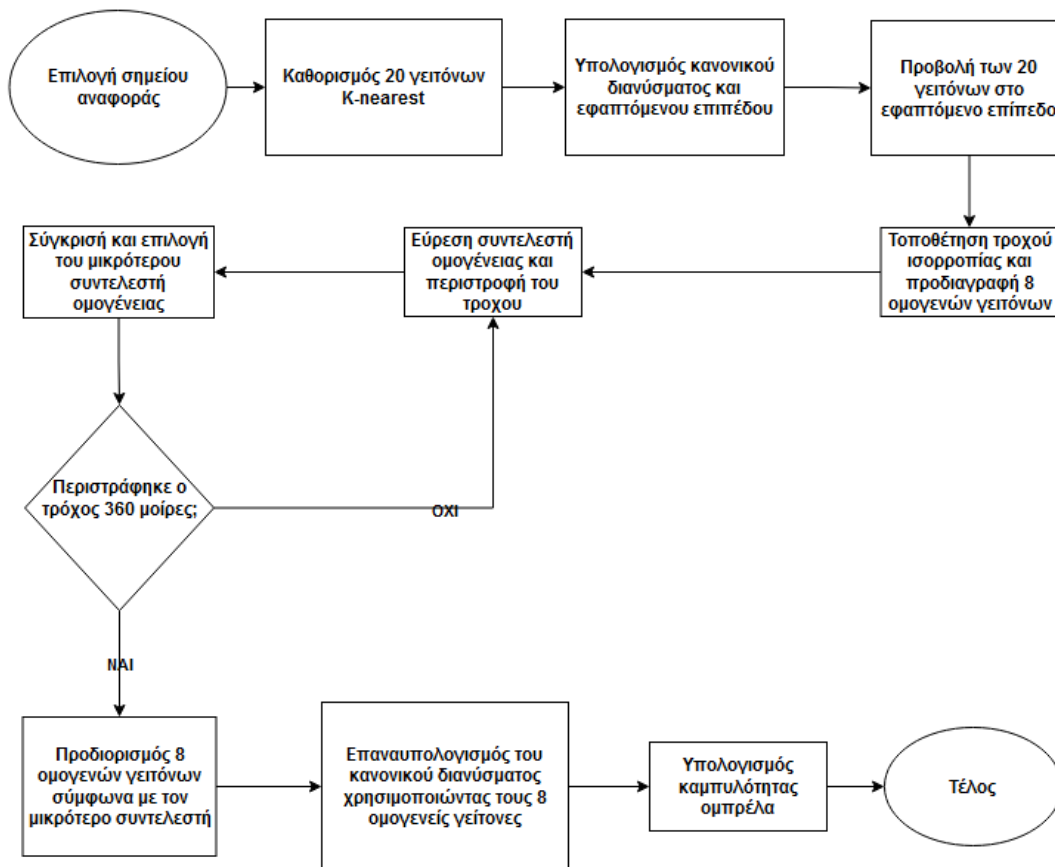 Επιλογή σημείου
αναφοράς
Καθορισμός 20 γειτόνων
K-nearest
Υπολογισμός κανονικού
διανύσματος και
εφαπτόμενου επιπέδου
Προβολή των 20
γειτόνων στο
εφαπτόμενο επίπεδο
Τοποθέτηση τροχού
ισορροπίας και
προδιαγραφή 8
ομογενών γειτόνων
Εύρεση συντελεστή
ομογένειας και
περιστροφή του
τροχου
Σύγκρισή και επιλογή
του μικρότερου
συντελεστή
ομογένειας
Περιστράφηκε ο
τρόχος 360 μοίρες;
ΟΧΙ
ΝΑΙ
Προδιορισμός 8
ομογενών γειτόνων
σύμφωνα με τον
μικρότερο συντελεστή
Επαναυπολογισμός του
κανονικού διανύσματος
χρησιμοποιώντας τους 8
ομογενείς γείτονες
Υπολογισμός
καμπυλότητας
ομπρέλα
Τέλος